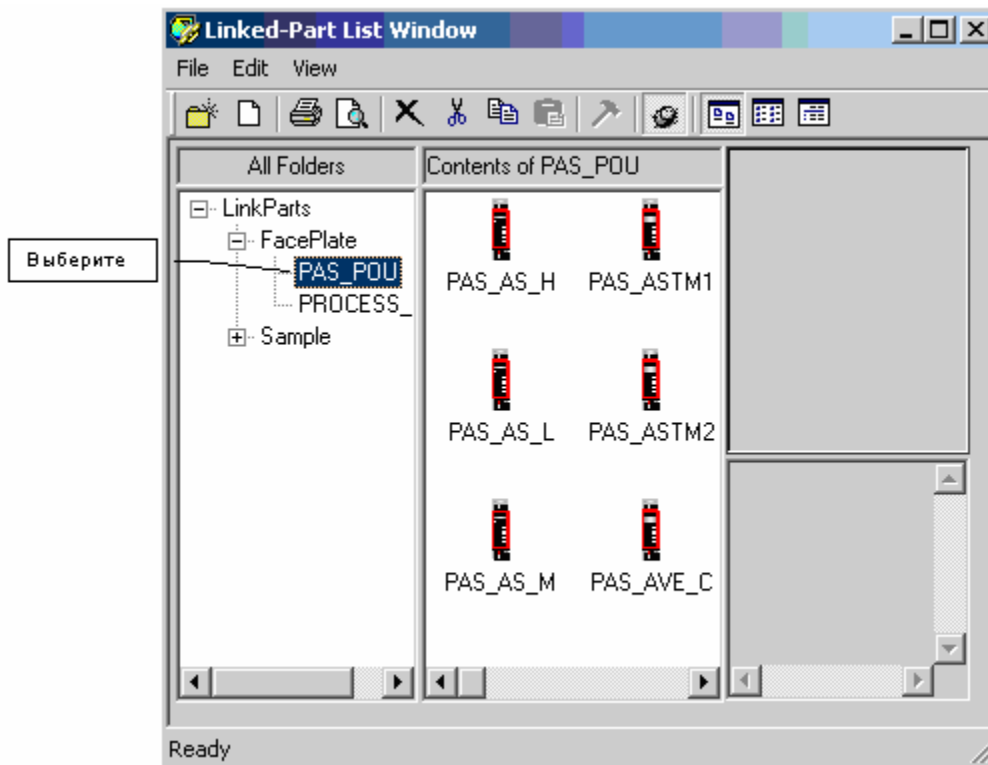 Linked-Part List Window
File Edit View
All Folders
Contents of PAS_POU
LinkParts
FacePlate
PAS_POU
PROCESS_
Sample
Выберите
PAS_AS_H PAS_ASTM1
PAS_AS_L PAS_ASTM2
PAS_AS_M PAS_AVE_C
Ready